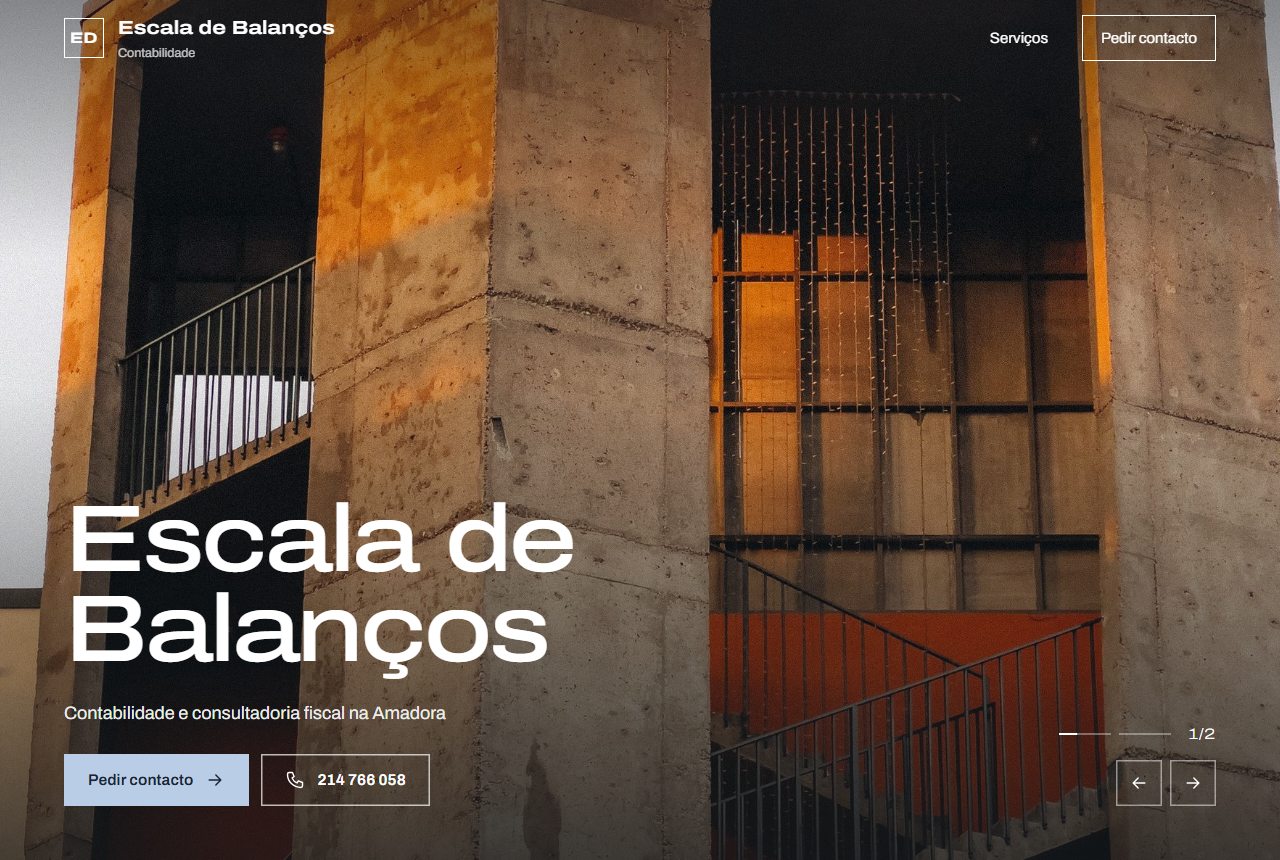 ED
Escala de Balanços
Contabilidade
Serviços
Pedir contacto
Escala de
Balanços
Contabilidade e consultadoria fiscal na Amadora
Pedir contacto
214 766 058
1/2